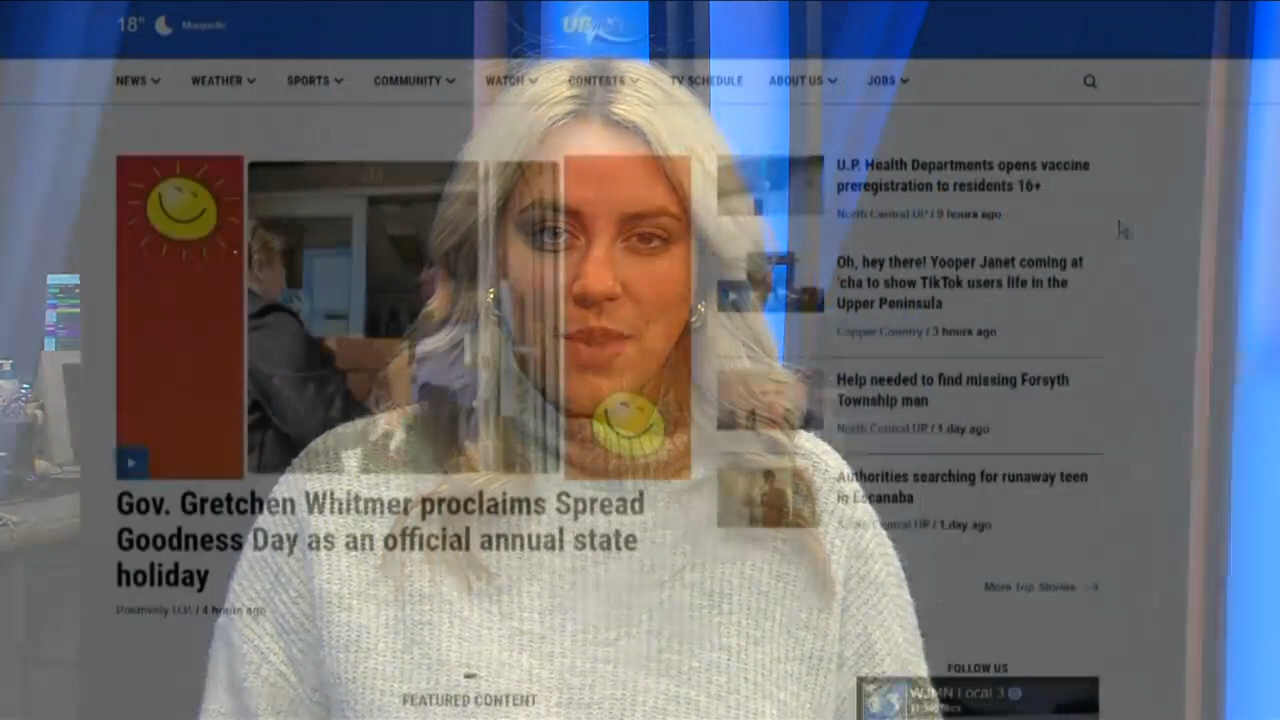 18°
Marquette
NEWS
WEATHER
SPORTS
COMMUNITY
WATCH
CONTESTS
TV SCHEDULE
ABOUT US
JOBS
U.P. Health Departments opens vaccine
preregistration to residents 16+
North Central UP / 9 hours ago
Oh, hey there! Yooper Janet coming at
'cha to show TikTok users life in the
Upper Peninsula
Copper Country / 3 hours ago
Help needed to find missing Forsyth
Township man
North Central UP / 1 day ago
Authorities searching for runaway teen
in Escanaba
South Central UP / 1 day ago
Gov. Gretchen Whitmer proclaims Spread
Goodness Day as an official annual state
holiday
Positively U.P. / 4 hours ago
More Top Stories
FOLLOW US
WJMN Local 3
FEATURED CONTENT